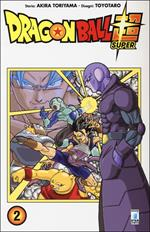 Storia: AKIRA TORIYAMA Disegni: TOYOTARO
DRAGON BALL 超
SUPER
2